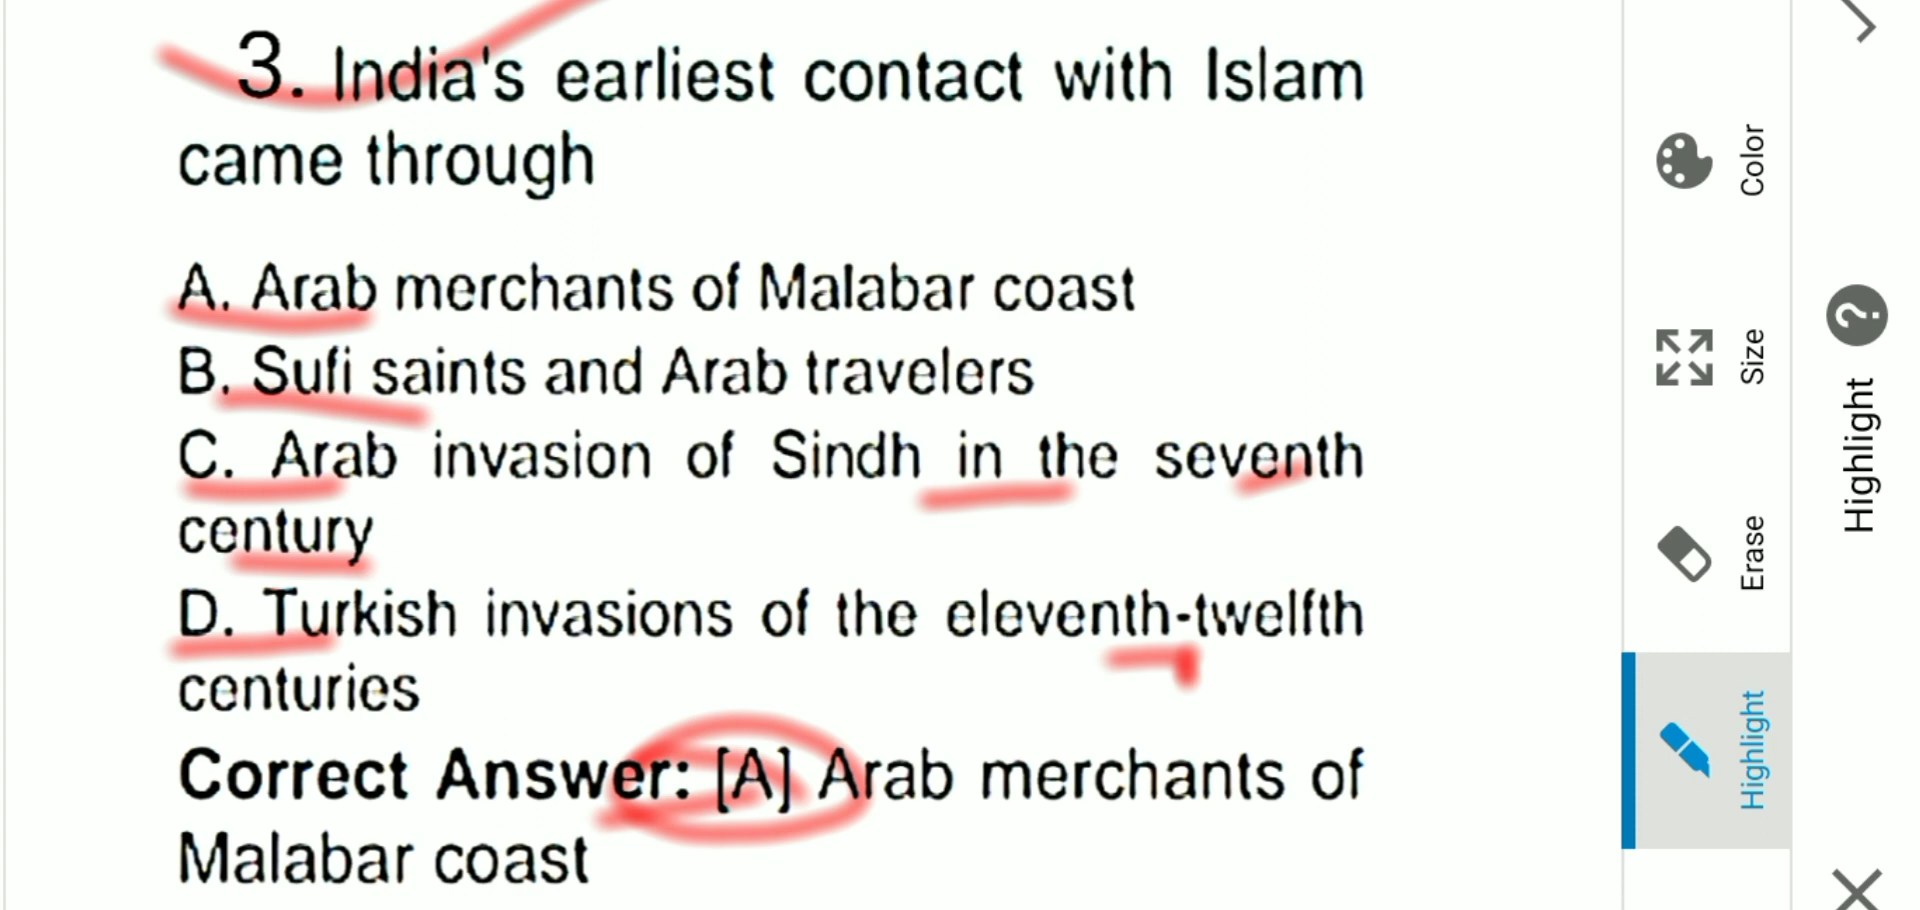 3. India's earliest contact with Islam
came through
A. Arab merchants of Malabar coast
B. Sufi saints and Arab travelers
C. Arab invasion of Sindh in the seventh
century
D. Turkish invasions of the eleventh-twelfth
centuries
Correct Answer: [A] Arab merchants of
Malabar coast
Color
Size
Erase
Highlight
Highlight